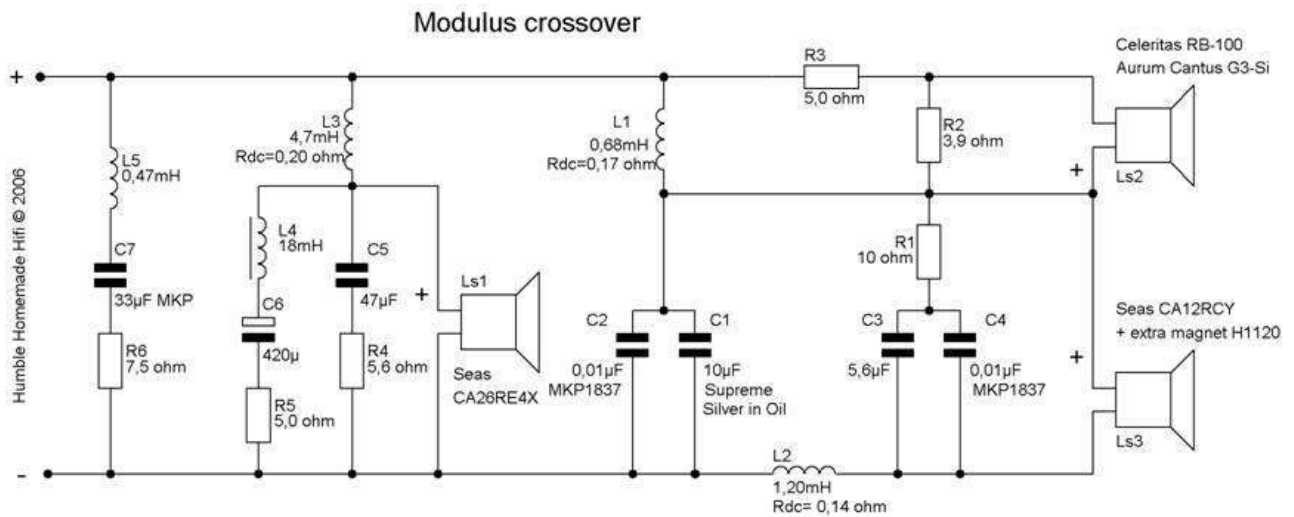 Modulus crossover
Humble Homemade Hifi © 2006
+
-
L5
0,47mH
C7
33µF MKP
R6
7,5 ohm
L3
4,7mH
Rdc=0,20 ohm
L4
18mH
C6
420µ
R5
5,0 ohm
C5
47µF
R4
5,6 ohm
+
Ls1
Seas
CA26RE4X
L1
0,68mH
Rdc=0,17 ohm
C2
0,01µF
MKP1837
C1
10µF
Supreme
Silver in Oil
R3
5,0 ohm
R2
3,9 ohm
R1
10 ohm
C3
5,6µF
C4
0,01µF
MKP1837
L2
1,20mH
Rdc= 0,14 ohm
Celeritas RB-100
Aurum Cantus G3-Si
+
Ls2
Seas CA12RCY
+ extra magnet H1120
+
Ls3